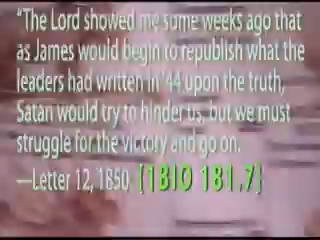 “The Lord showed me some weeks ago that
as James would begin to republish what the
leaders had written in ’44 upon the truth,
Satan would try to hinder us, but we must
struggle for the victory and go on.
—Letter 12, 1850. [1BIO 181.7]